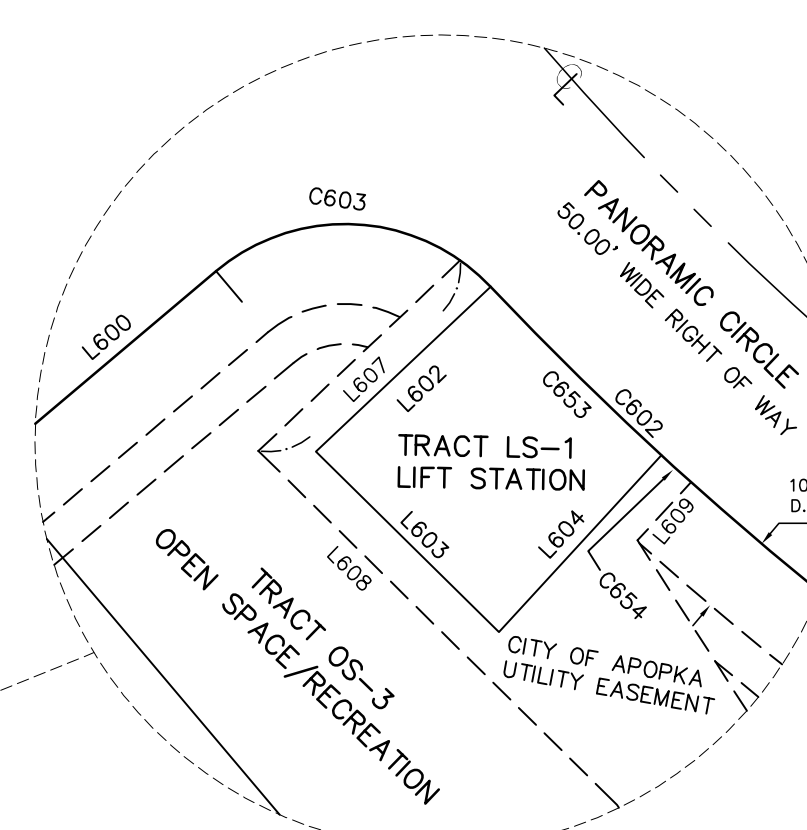 C603
PANORAMIC CIRCLE
50.00' WIDE RIGHT OF WAY
L600
L607
L602
C653
C602
TRACT LS-1
LIFT STATION
10
D.
L603
L604
L609
L608
C654
TRACT OS-3
OPEN SPACE/RECREATION
CITY OF APOPKA
UTILITY EASEMENT